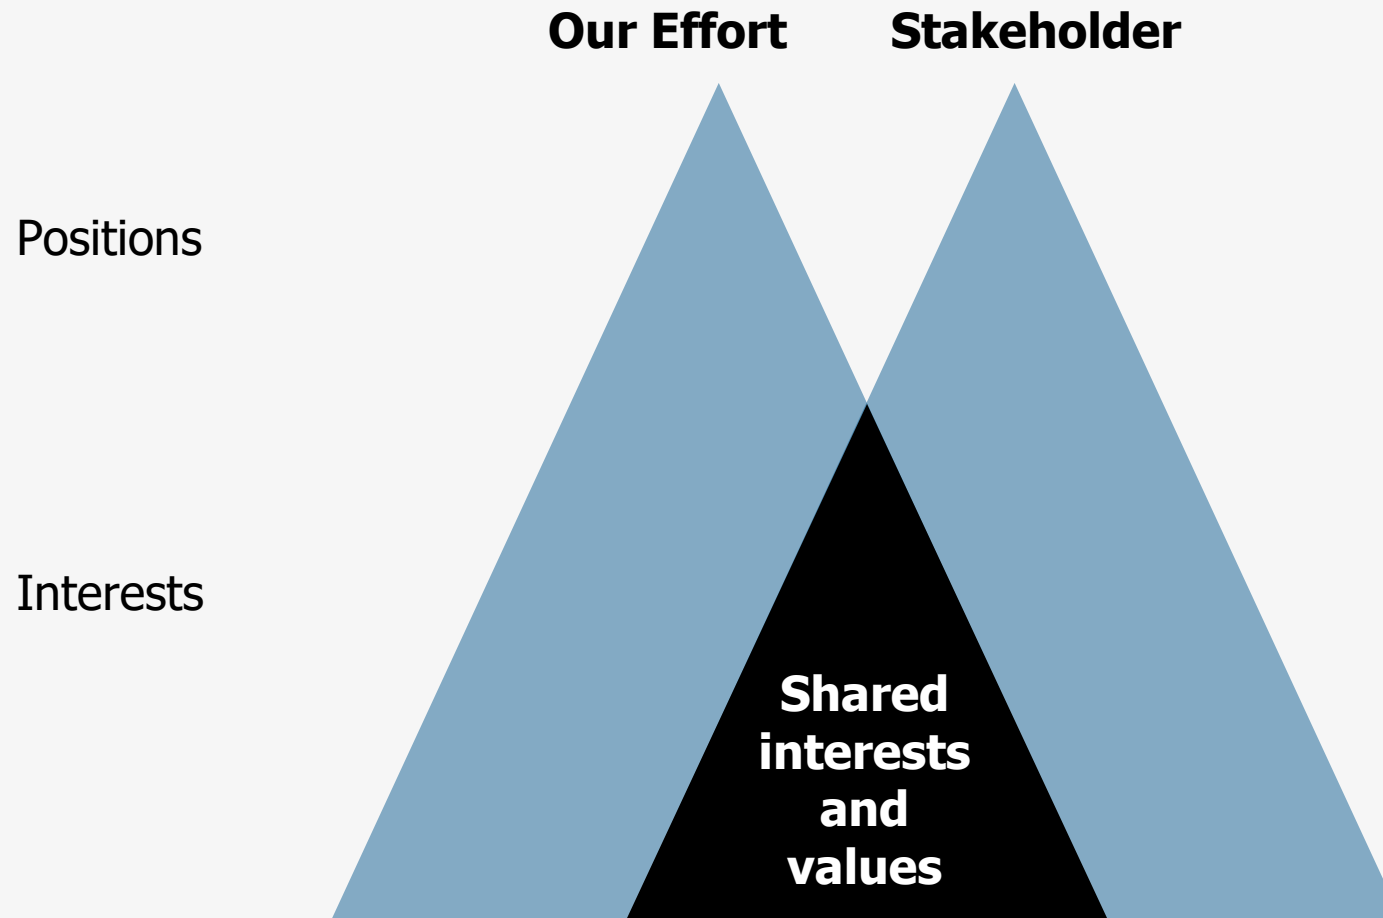 Our Effort Stakeholder
Positions
Interests
Shared
interests
and
values